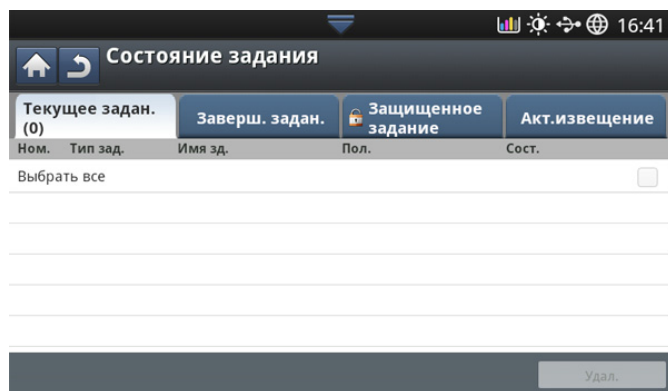 16:41
Состояние задания
Текущее задан.
(0)
Заверш. задан.
Защищенное
задание
Акт.извещение
Ном. Тип зад. Имя зд. Пол. Сост.
Выбрать все
Удал.